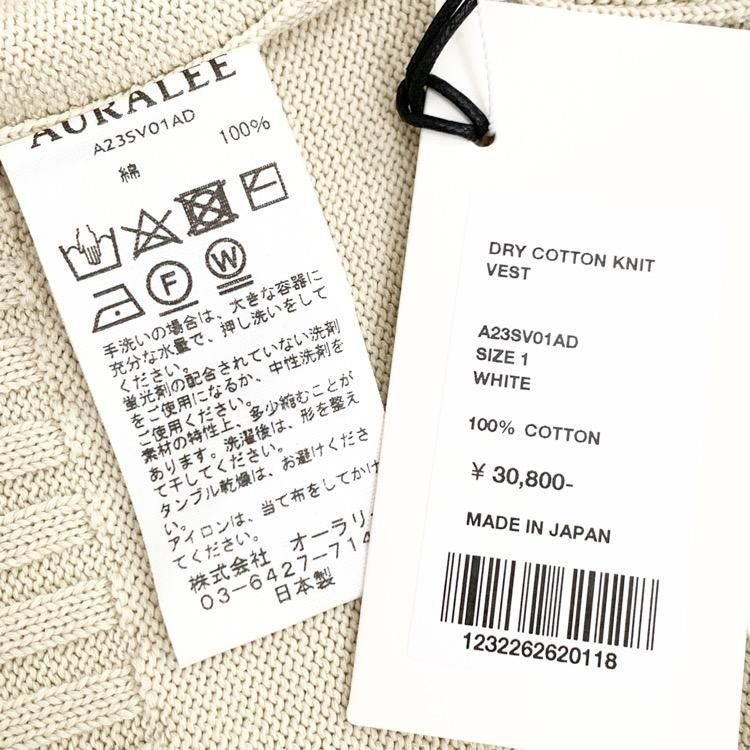 AURALEE
A23SV01AD
綿 100%
F W
手洗いの場合は、大きな容器に
充分な水量で、押し洗いをして
ください。
蛍光剤の配合されていない洗剤
をご使用になるか、中性洗剤を
ご使用ください。
素材の特性上、多少縮むことが
あります。洗濯後は、形を整え
て干してください。
タンブル乾燥は、お避けくださ
い。
アイロンは、当て布をしてかけ
てください。
株式会社 オーラリ
03-6427-714
日本製
DRY COTTON KNIT
VEST
A23SV01AD
SIZE 1
WHITE
100% COTTON
¥ 30,800-
MADE IN JAPAN
1232262620118